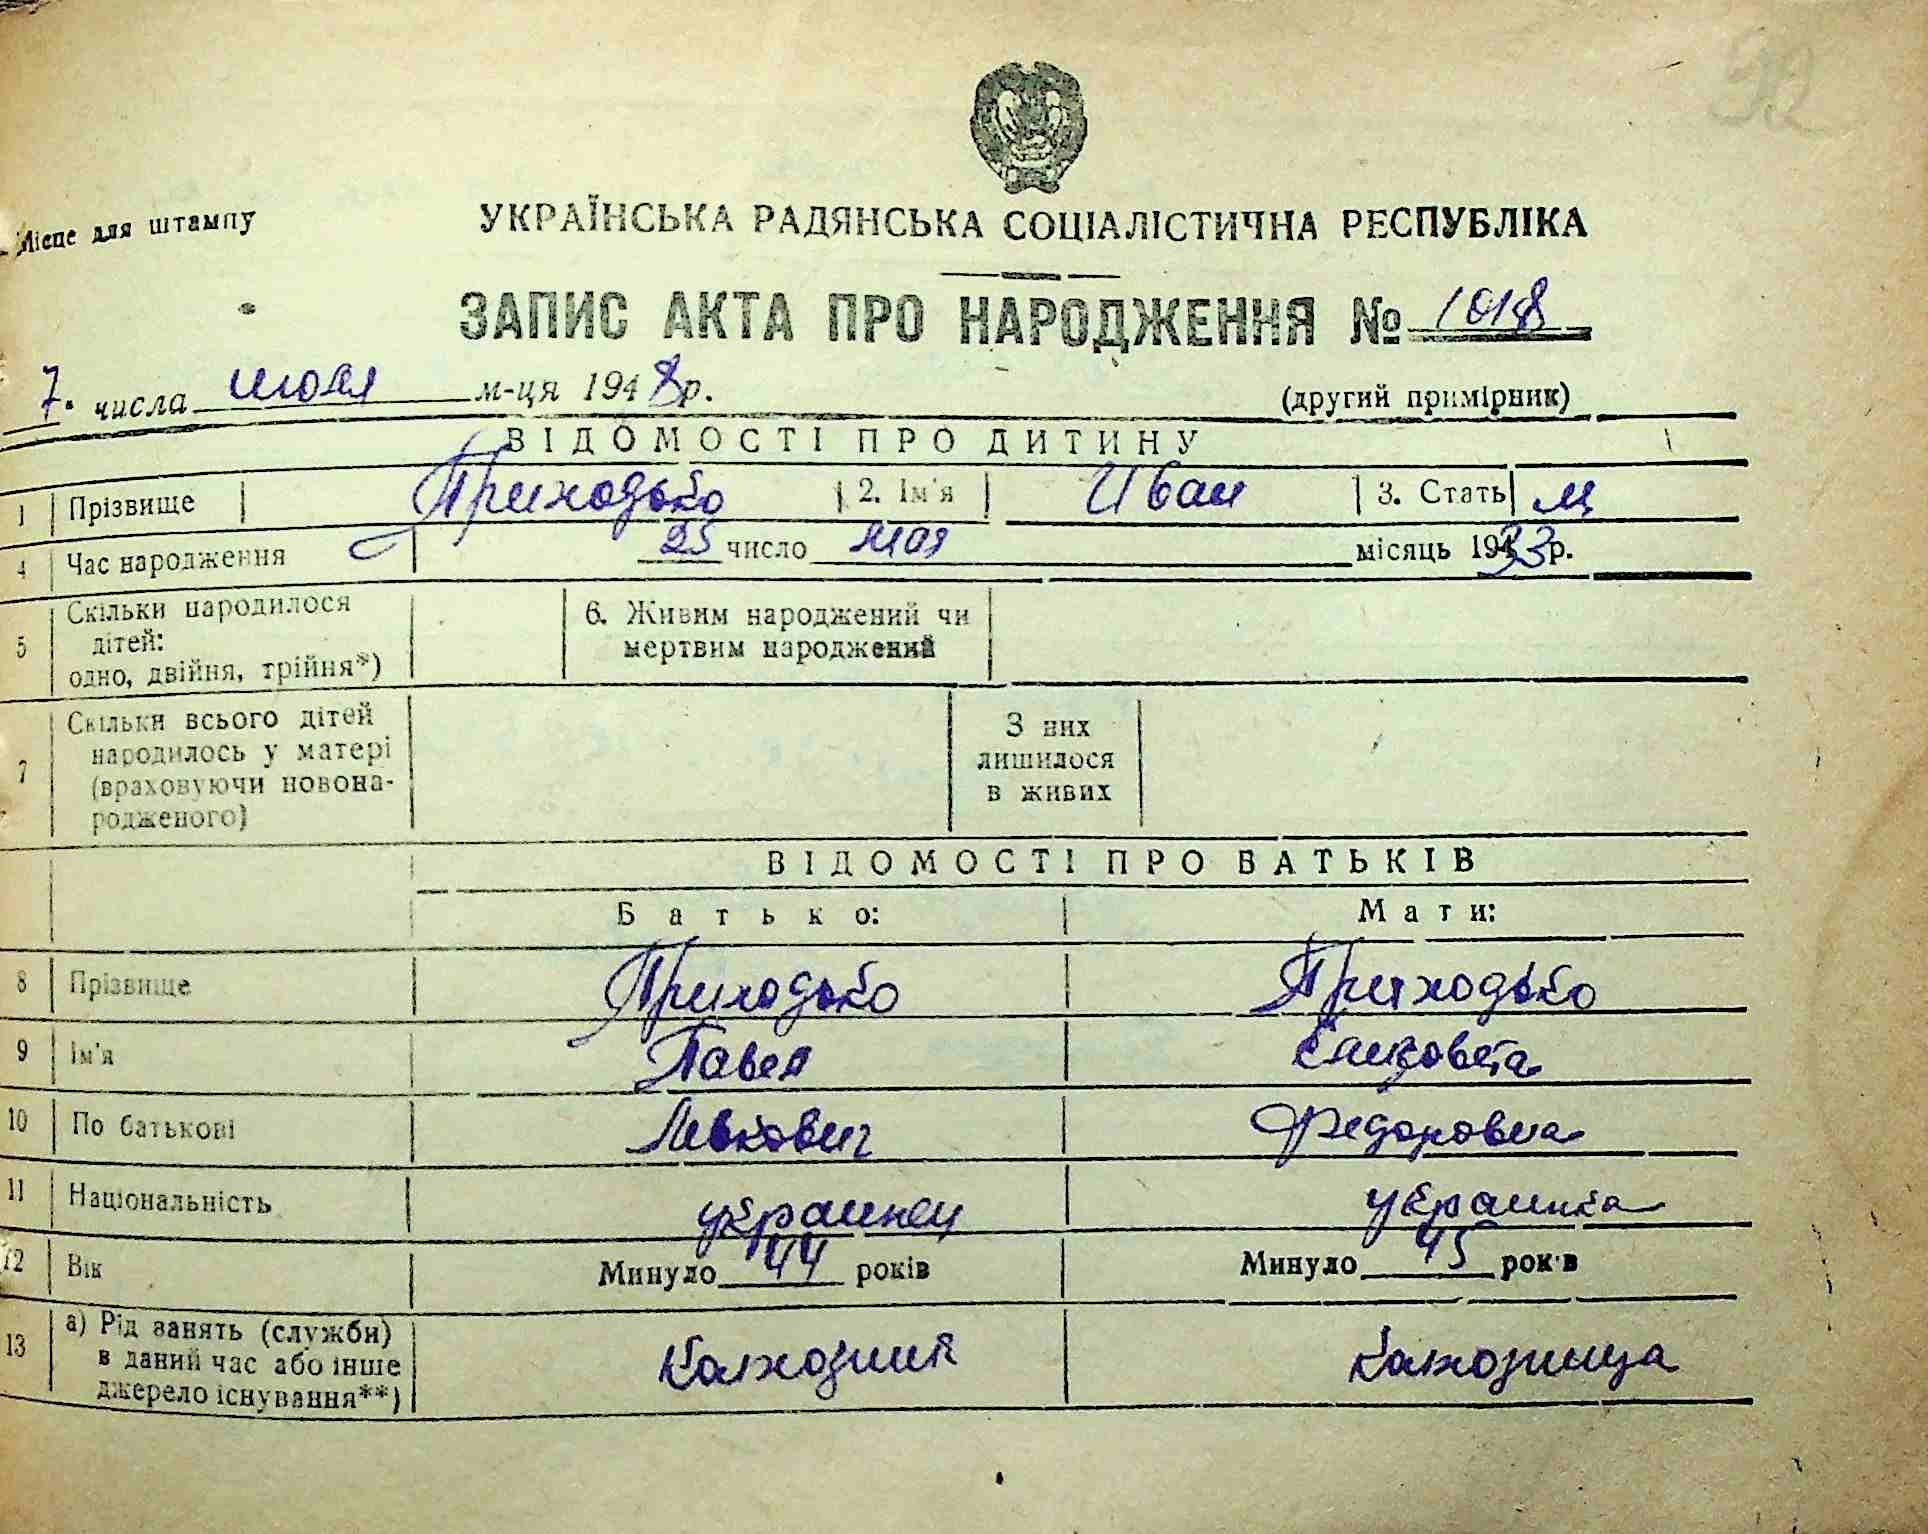 92
Місце для штампу
УКРАЇНСЬКА РАДЯНСЬКА СОЦІАЛІСТИЧНА РЕСПУБЛІКА
ЗАПИС АКТА ПРО НАРОДЖЕННЯ № 1018
7. числа июля м-ця 1948 р.
(другий примірник)
ВІДОМОСТІ ПРО ДИТИНУ
1 Прізвище Приходько 2. Ім'я Иван 3. Стать м
4 Час народження 25 число мая місяць 1933 р.
5 Скільки народилося дітей: одно, двійня, трійня*) 6. Живим народжений чи мертвим народжений
7 Скільки всього дітей народилось у матері (враховуючи новонародженого) З них лишилося в живих
ВІДОМОСТІ ПРО БАТЬКІВ
Батько: Мати:
8 Прізвище Приходько Приходько
9 Ім'я Павел Елизовета
10 По батькові Левкович Федоровна
11 Національність украинец украинка
12 Вік Минуло 44 років Минуло 45 років
13 а) Рід занять (служби) в даний час або інше джерело існування**) Колхозник Колхозница